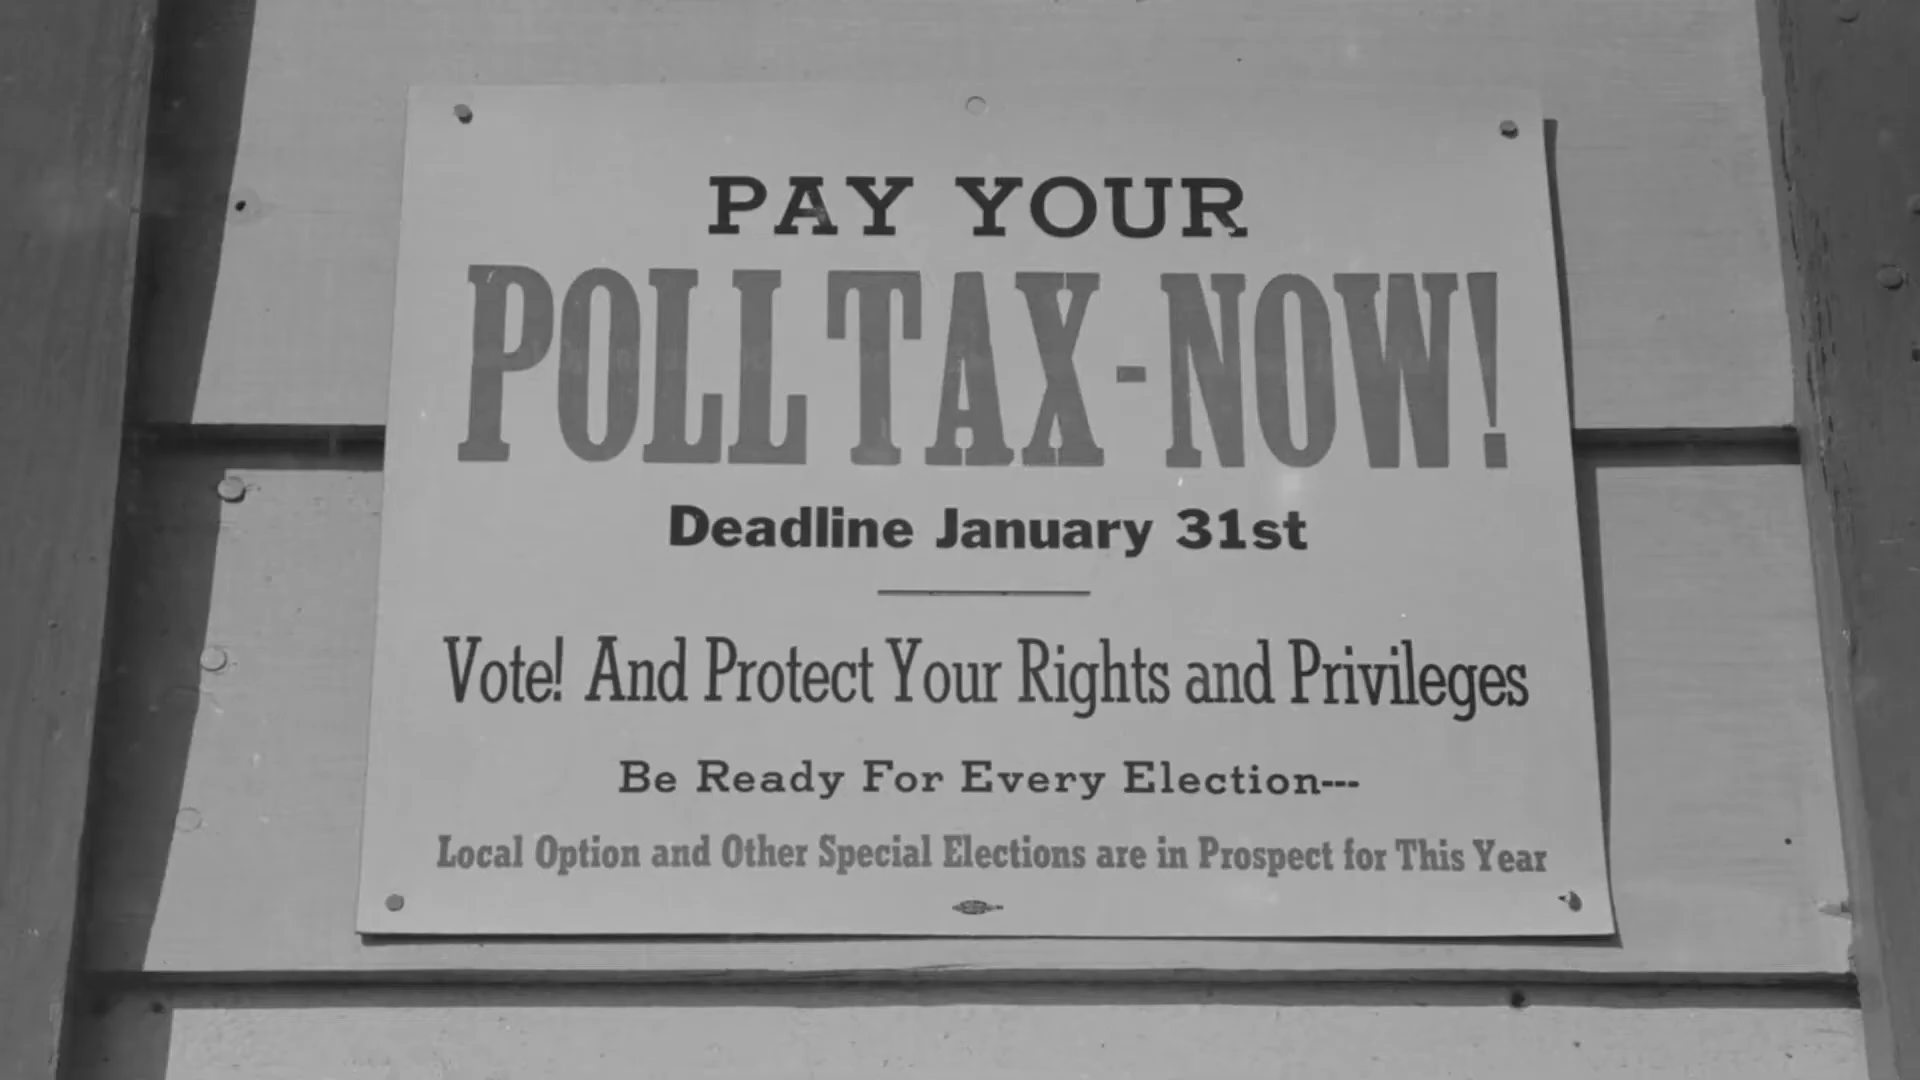 PAY YOUR
POLL TAX-NOW!
Deadline January 31st
Vote! And Protect Your Rights and Privileges
Be Ready For Every Election---
Local Option and Other Special Elections are in Prospect for This Year